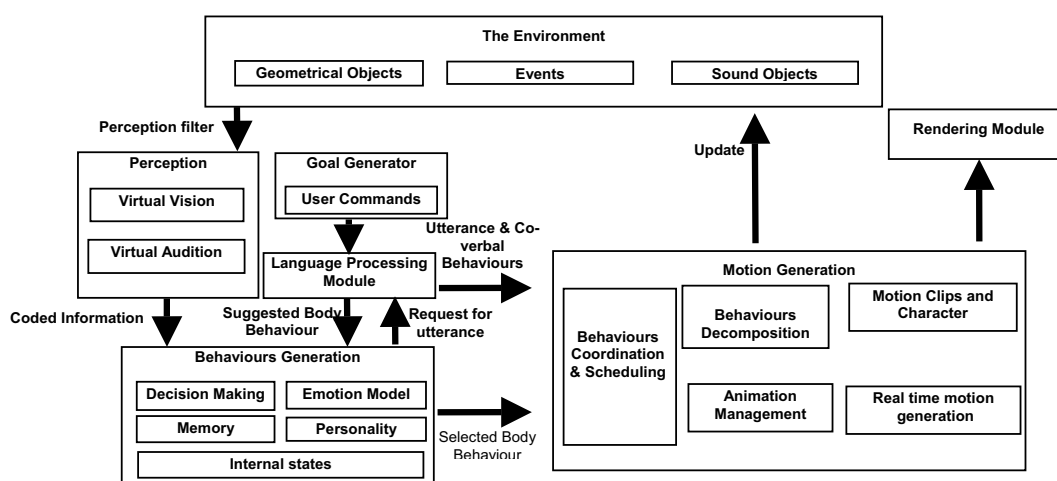 The Environment
Geometrical Objects
Events
Sound Objects
Perception filter
Update
Rendering Module
Perception
Virtual Vision
Virtual Audition
Goal Generator
User Commands
Language Processing
Module
Utterance & Co-
verbal
Behaviours
Coded Information
Suggested Body
Behaviour
Request for
utterance
Behaviours Generation
Decision Making
Emotion Model
Memory
Personality
Internal states
Selected Body
Behaviour
Motion Generation
Behaviours
Coordination
& Scheduling
Behaviours
Decomposition
Motion Clips and
Character
Animation
Management
Real time motion
generation